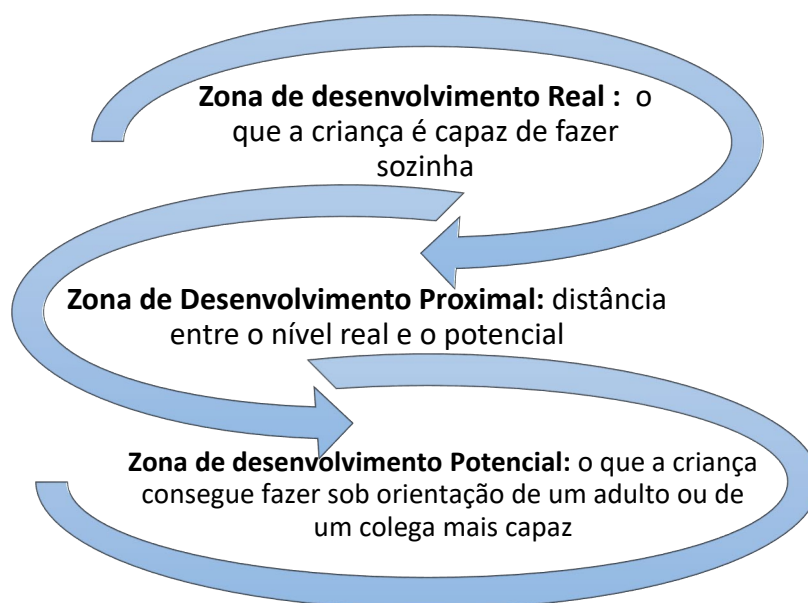 Zona de desenvolvimento Real : o
que a criança é capaz de fazer
sozinha
Zona de Desenvolvimento Proximal: distância
entre o nível real e o potencial
Zona de desenvolvimento Potencial: o que a criança
consegue fazer sob orientação de um adulto ou de
um colega mais capaz